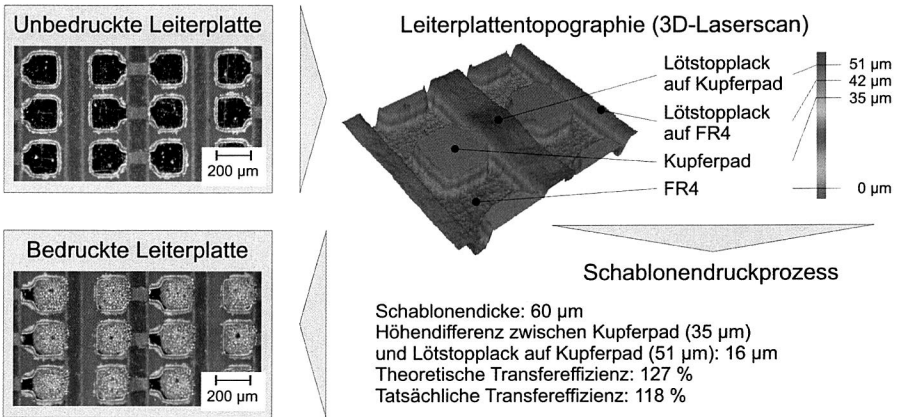 Unbedruckte Leiterplatte
200 µm
Leiterplattentopographie (3D-Laserscan)
Lötstopplack
auf Kupferpad
Lötstopplack
auf FR4
Kupferpad
FR4
51 µm
42 µm
35 µm
0 µm
Bedruckte Leiterplatte
200 µm
Schablonendruckprozess
Schablonendicke: 60 µm
Höhendifferenz zwischen Kupferpad (35 µm)
und Lötstopplack auf Kupferpad (51 µm): 16 µm
Theoretische Transfereffizienz: 127 %
Tatsächliche Transfereffizienz: 118 %